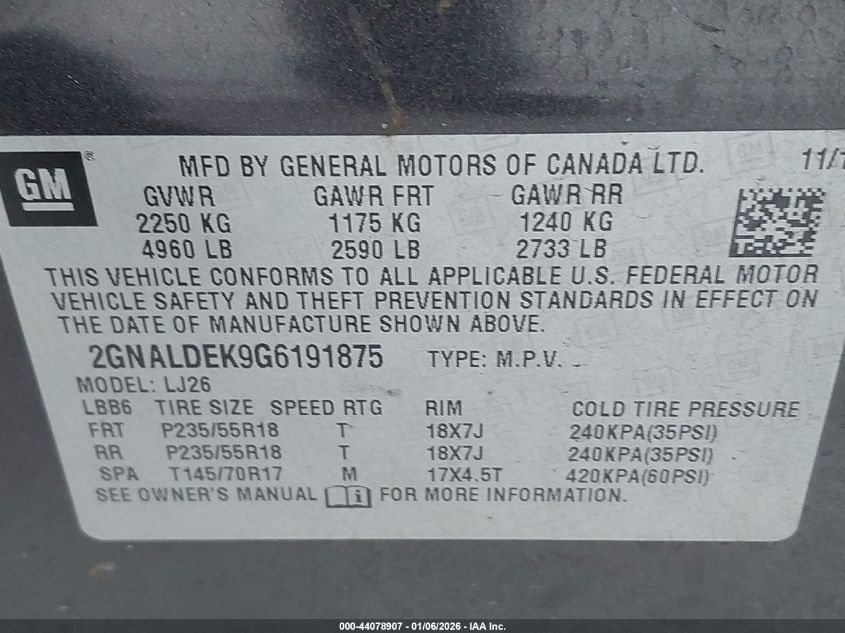 GM
MFD BY GENERAL MOTORS OF CANADA LTD. 11/1
GVWR GAWR FRT GAWR RR
2250 KG 1175 KG 1240 KG
4960 LB 2590 LB 2733 LB
THIS VEHICLE CONFORMS TO ALL APPLICABLE U.S. FEDERAL MOTOR
VEHICLE SAFETY AND THEFT PREVENTION STANDARDS IN EFFECT ON
THE DATE OF MANUFACTURE SHOWN ABOVE.
2GNALDEK9G6191875 TYPE: M.P.V.
MODEL: LJ26
LBB6 TIRE SIZE SPEED RTG RIM COLD TIRE PRESSURE
FRT P235/55R18 T 18X7J 240KPA(35PSI)
RR P235/55R18 T 18X7J 240KPA(35PSI)
SPA T145/70R17 M 17X4.5T 420KPA(60PSI)
SEE OWNER'S MANUAL i FOR MORE INFORMATION.
000-44078907 - 01/06/2026 - IAA Inc.